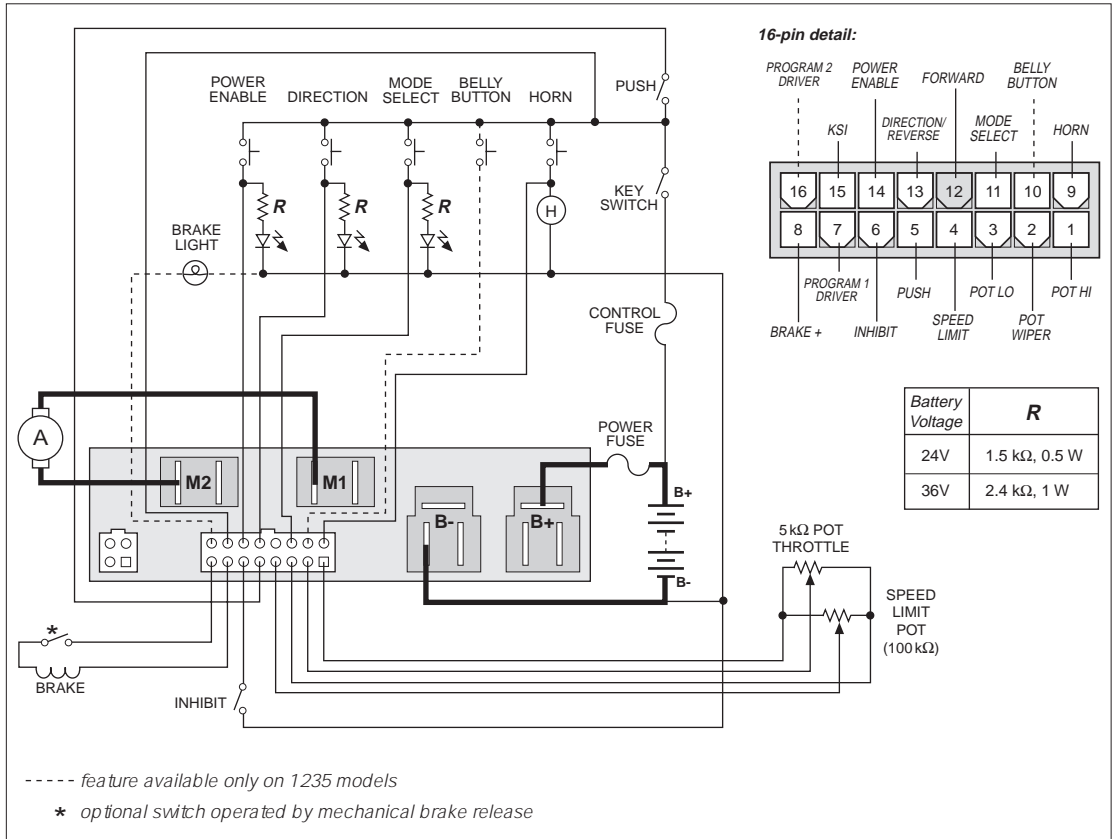 16-pin detail:
PROGRAM 2
DRIVER
POWER
ENABLE
FORWARD
BELLY
BUTTON
KSI
DIRECTION/
REVERSE
MODE
SELECT
HORN
16
15
14
13
12
11
10
9
8
7
6
5
4
3
2
1
PROGRAM 1
DRIVER
PUSH
POT LO
POT HI
BRAKE +
INHIBIT
SPEED
LIMIT
POT
WIPER
PUSH
POWER
ENABLE
DIRECTION
MODE
SELECT
BELLY
BUTTON
HORN
KEY
SWITCH
R
R
R
H
BRAKE
LIGHT
CONTROL
FUSE
POWER
FUSE
A
M2
M1
B-
B+
B+
B-
Battery
Voltage
R
24V
1.5 kΩ, 0.5 W
36V
2.4 kΩ, 1 W
5kΩ POT
THROTTLE
SPEED
LIMIT
POT
(100kΩ)
*
BRAKE
INHIBIT
----- feature available only on 1235 models
* optional switch operated by mechanical brake release